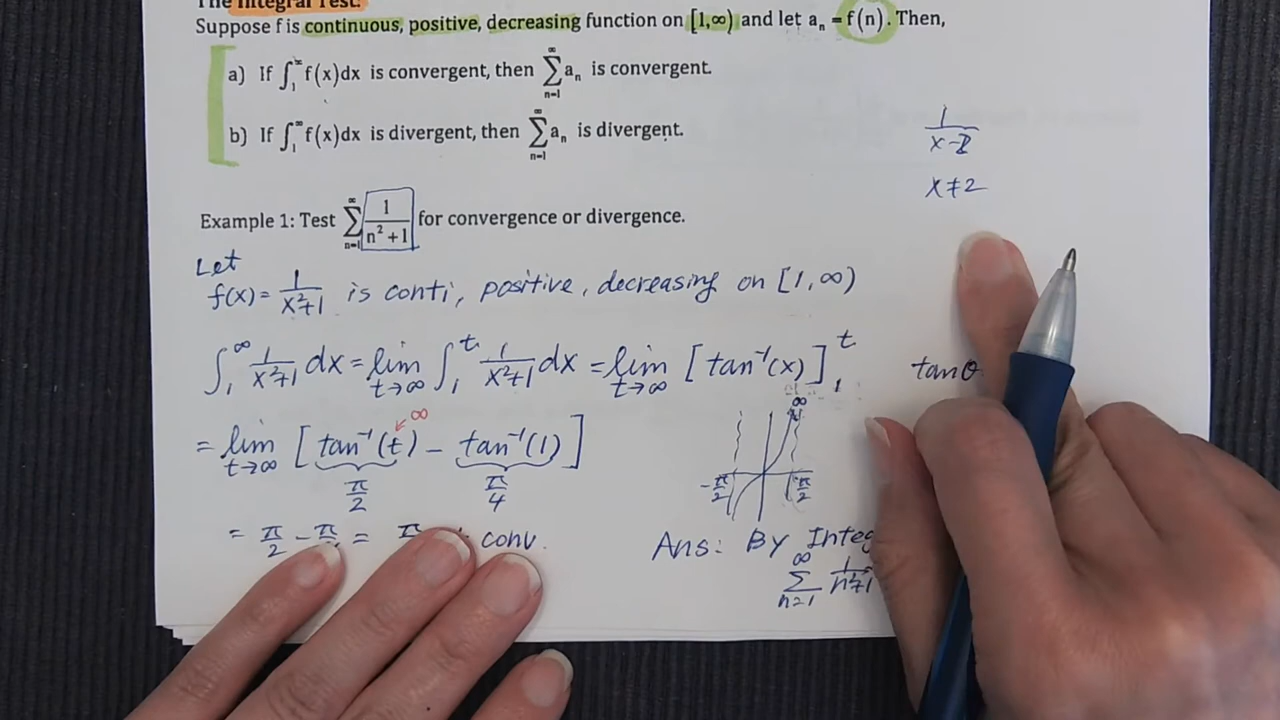 The Integral Test:
Suppose f is continuous, positive, decreasing function on [1,∞) and let aₙ = f(n). Then,
a) If ∫₁^∞ f(x)dx is convergent, then ∑_{n=1}^∞ aₙ is convergent.
b) If ∫₁^∞ f(x)dx is divergent, then ∑_{n=1}^∞ aₙ is divergent.
1/(x-2)
x≠2
Example 1: Test ∑_{n=1}^∞ 1/(n²+1) for convergence or divergence.
Let
f(x) = 1/(x²+1) is conti, positive, decreasing on [1, ∞)
∫₁^∞ 1/(x²+1) dx = lim_{t→∞} ∫₁^t 1/(x²+1) dx = lim_{t→∞} [tan⁻¹(x)]₁^t
tanθ
= lim_{t→∞} [tan⁻¹(t) - tan⁻¹(1)]
∞
π/2 π/4
∞
-π/2 π/2
= π/2 - π = π conv.
Ans: By Integ
∑_{n=1}^∞ 1/(n²+1)